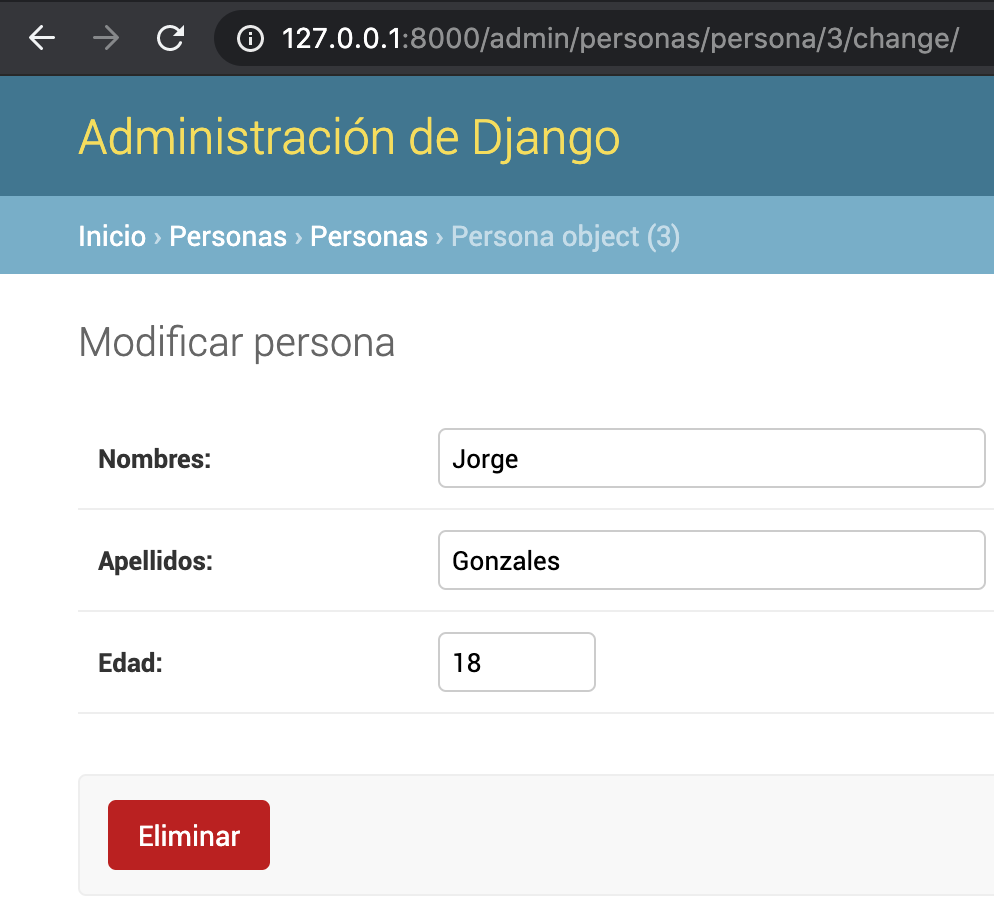 127.0.0.1:8000/admin/personas/persona/3/change/
Administración de Django
Inicio › Personas › Personas › Persona object (3)
Modificar persona
Nombres: Jorge
Apellidos: Gonzales
Edad: 18
Eliminar